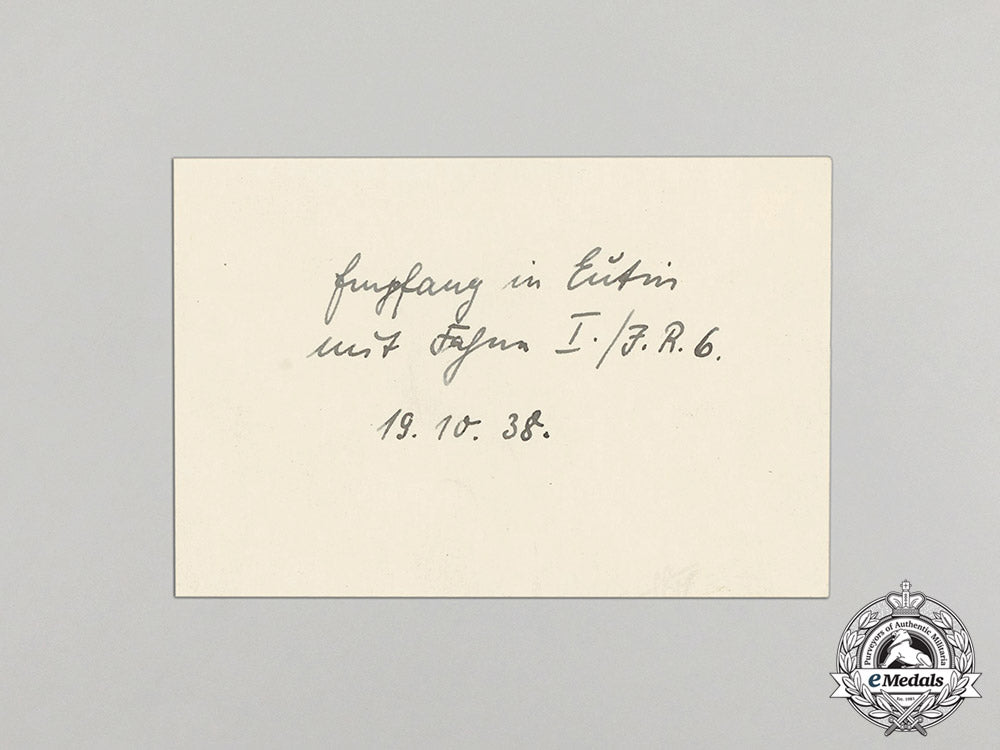 Empfang in Eutin
mit Fahne I./J.R.6.
19.10.38.
Purveyors of Authentic Militaria
eMedals